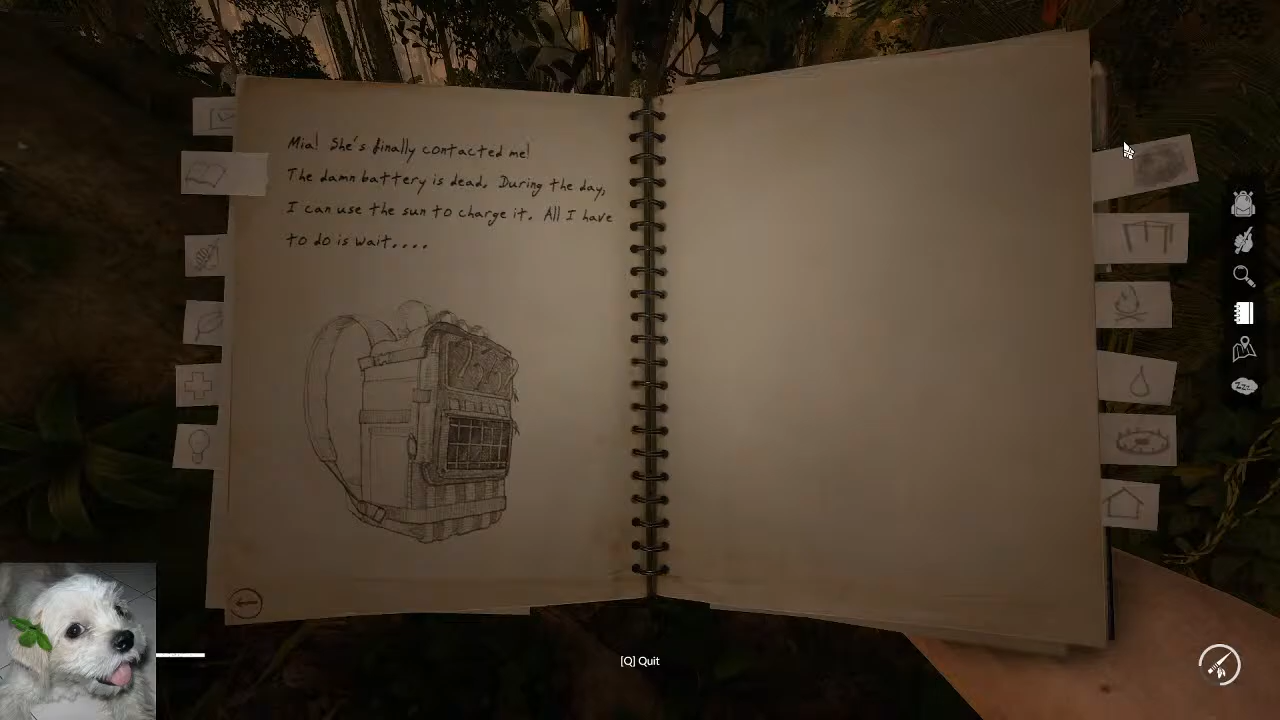 Mia! She's finally contacted me!
The damn battery is dead. During the day,
I can use the sun to charge it. All I have
to do is wait....
[Q] Quit